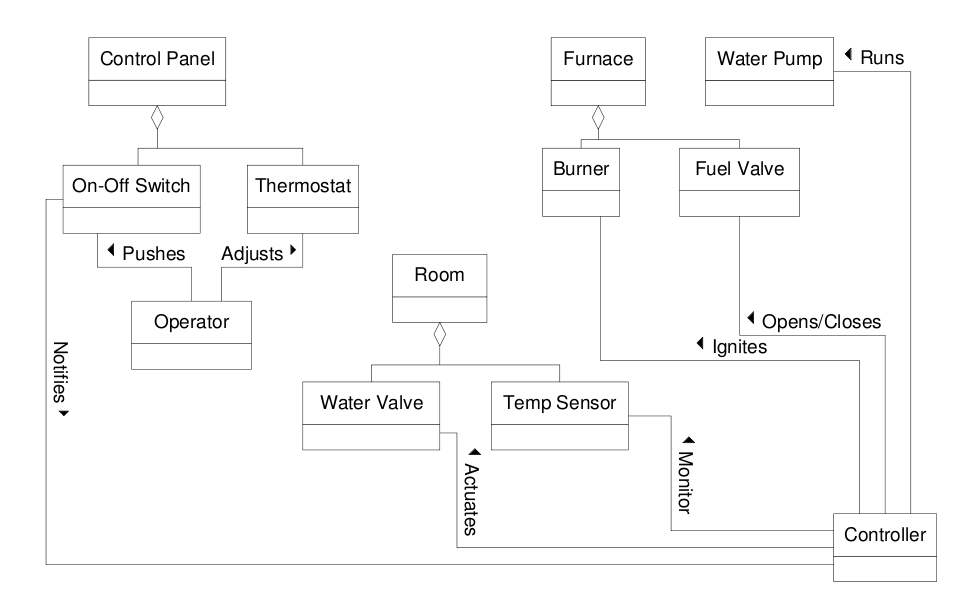 Control Panel
Furnace
Water Pump
Runs
On-Off Switch
Thermostat
Burner
Fuel Valve
Pushes
Adjusts
Room
Operator
Opens/Closes
Ignites
Notifies
Water Valve
Temp Sensor
Actuates
Monitor
Controller